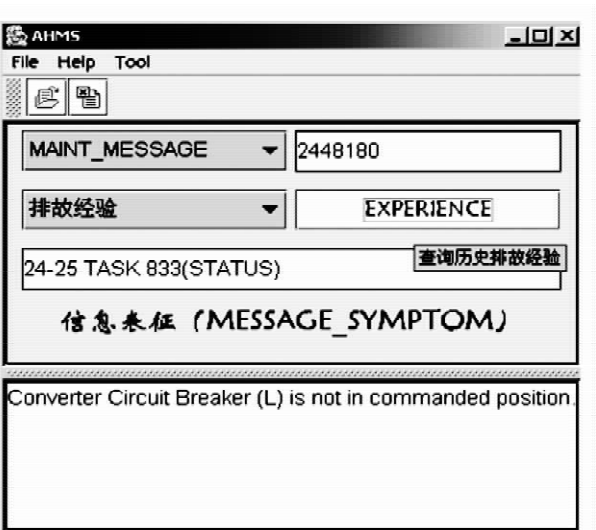 AHMS
File Help Tool
MAINT_MESSAGE 2448180
排故经验 EXPERIENCE
24-25 TASK 833(STATUS) 查询历史排故经验
信息表征 (MESSAGE_SYMPTOM)
Converter Circuit Breaker (L) is not in commanded position.